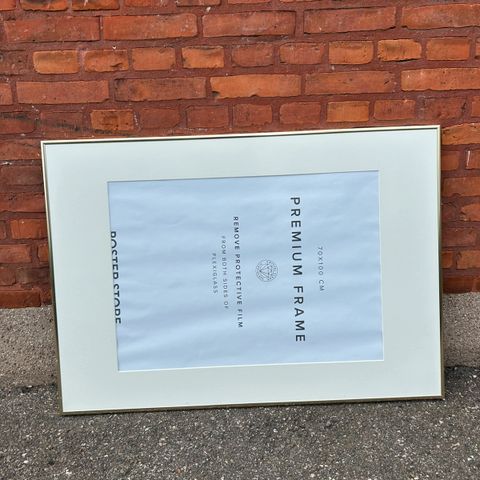 70X100 CM
PREMIUM FRAME
REMOVE PROTECTIVE FILM
FROM BOTH SIDES OF
PLEXIGLASS
POSTER STORE